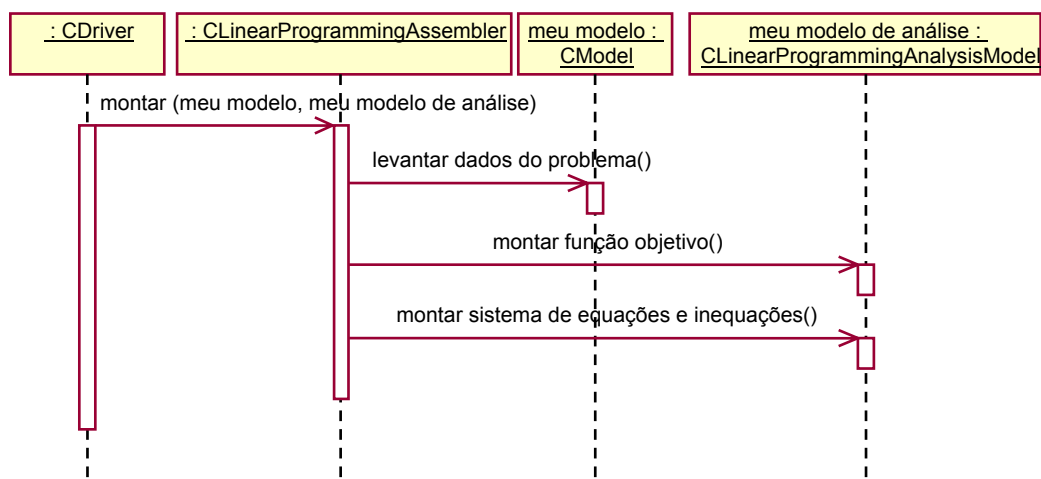 : CDriver
: CLinearProgrammingAssembler
meu modelo :
CModel
meu modelo de análise :
CLinearProgrammingAnalysisModel
montar (meu modelo, meu modelo de análise)
levantar dados do problema()
montar função objetivo()
montar sistema de equações e inequações()